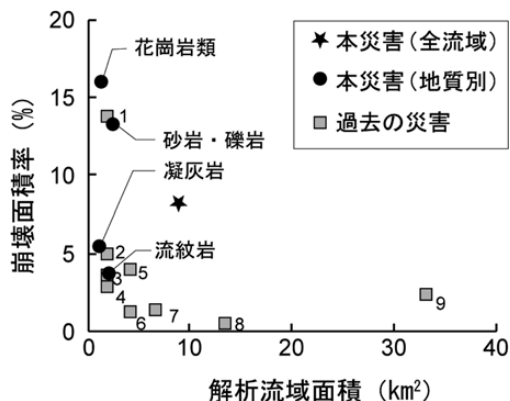 20
15
10
5
0
崩壊面積率 (%)
花崗岩類
1
砂岩・礫岩
凝灰岩
2
流紋岩
3
5
4
6
7
8
9
★ 本災害(全流域)
● 本災害(地質別)
過去の災害
0 10 20 30 40
解析流域面積 (km²)